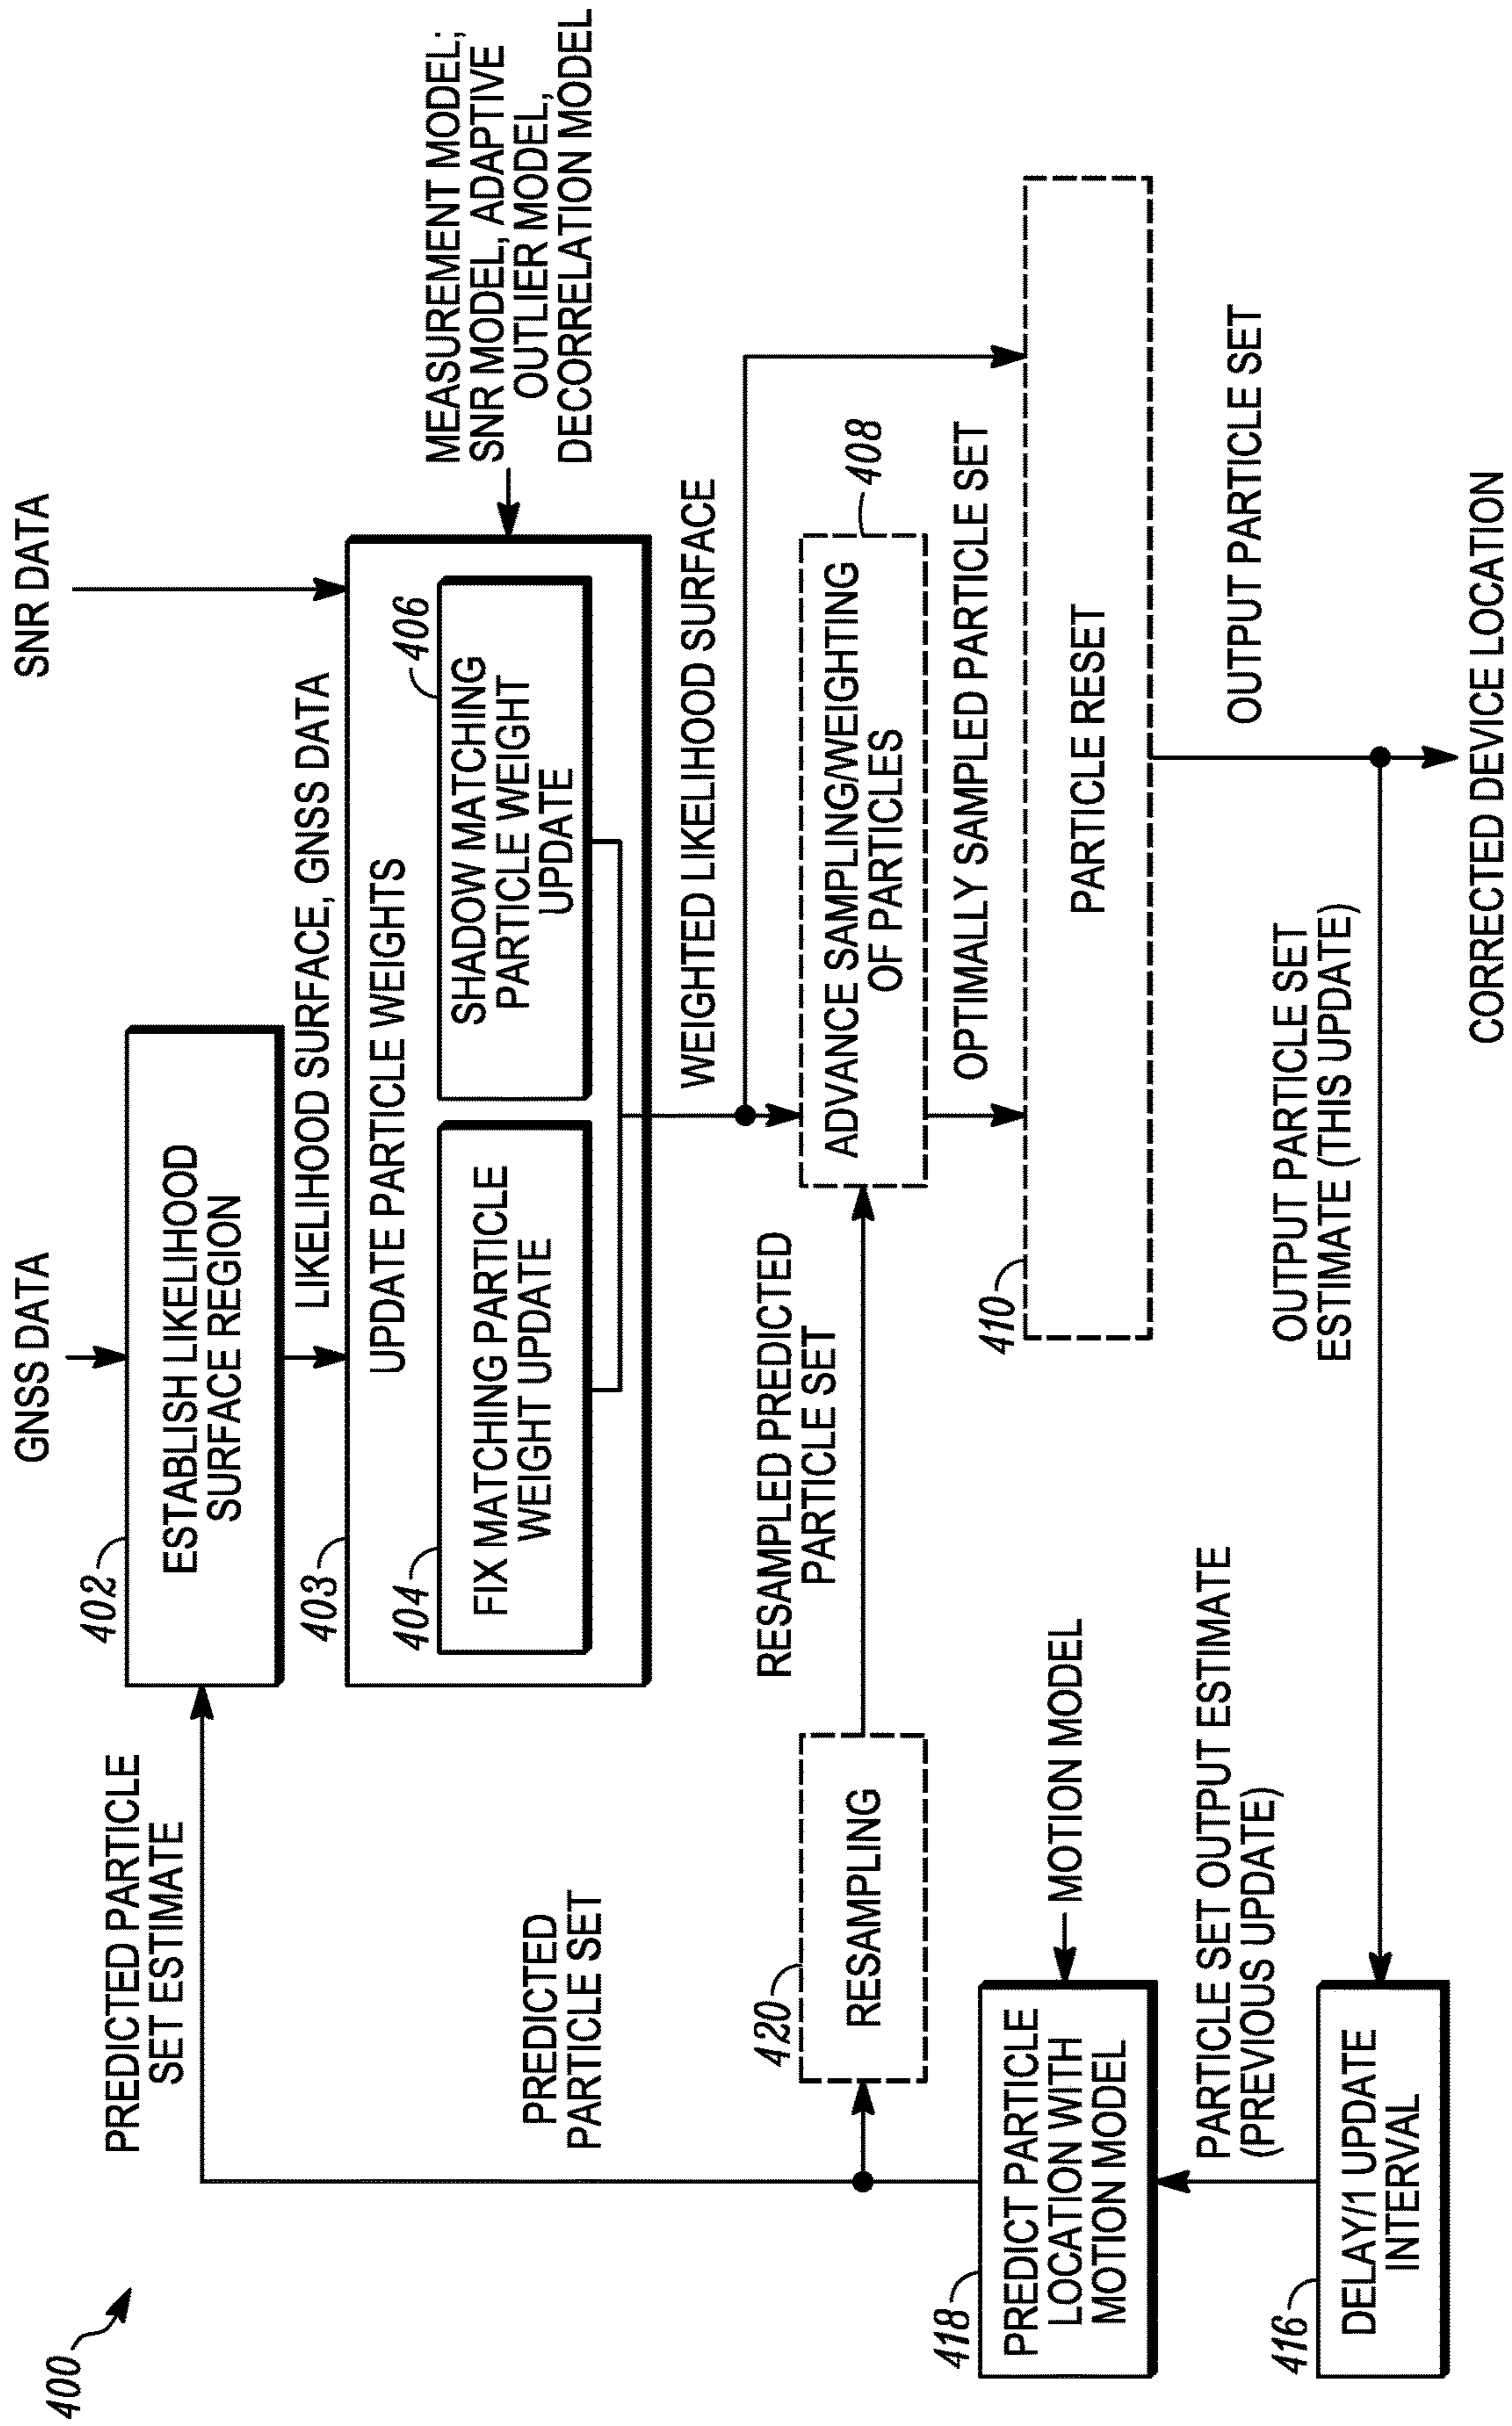 400
GNSS DATA
SNR DATA
PREDICTED PARTICLE
SET ESTIMATE
402
ESTABLISH LIKELIHOOD
SURFACE REGION
LIKELIHOOD SURFACE, GNSS DATA
403
UPDATE PARTICLE WEIGHTS
404
FIX MATCHING PARTICLE
WEIGHT UPDATE
406
SHADOW MATCHING
PARTICLE WEIGHT
UPDATE
MEASUREMENT MODEL;
SNR MODEL, ADAPTIVE
OUTLIER MODEL,
DECORRELATION MODEL
PREDICTED
PARTICLE SET
WEIGHTED LIKELIHOOD SURFACE
420
RESAMPLING
RESAMPLED PREDICTED
PARTICLE SET
408
ADVANCE SAMPLING/WEIGHTING
OF PARTICLES
OPTIMALLY SAMPLED PARTICLE SET
418
PREDICT PARTICLE
LOCATION WITH
MOTION MODEL
MOTION MODEL
410
PARTICLE RESET
PARTICLE SET OUTPUT ESTIMATE
(PREVIOUS UPDATE)
OUTPUT PARTICLE SET
OUTPUT PARTICLE SET
ESTIMATE (THIS UPDATE)
416
DELAY/1 UPDATE
INTERVAL
CORRECTED DEVICE LOCATION